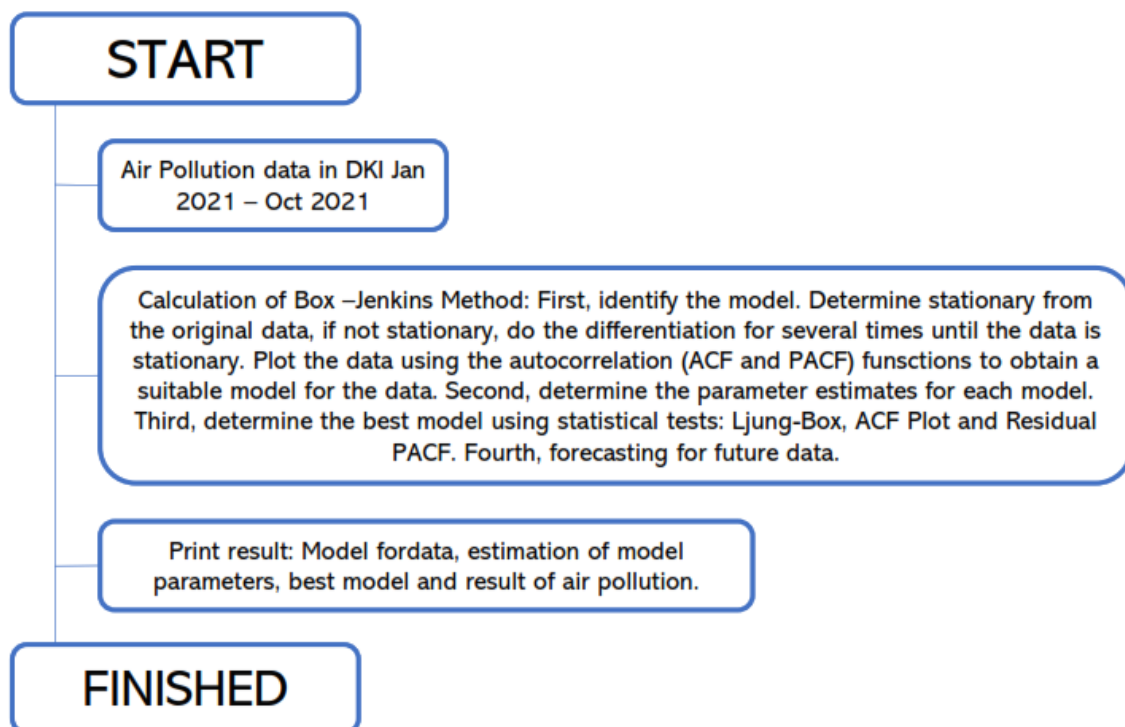 START
Air Pollution data in DKI Jan
2021 – Oct 2021
Calculation of Box –Jenkins Method: First, identify the model. Determine stationary from
the original data, if not stationary, do the differentiation for several times until the data is
stationary. Plot the data using the autocorrelation (ACF and PACF) funsctions to obtain a
suitable model for the data. Second, determine the parameter estimates for each model.
Third, determine the best model using statistical tests: Ljung-Box, ACF Plot and Residual
PACF. Fourth, forecasting for future data.
Print result: Model fordata, estimation of model
parameters, best model and result of air pollution.
FINISHED